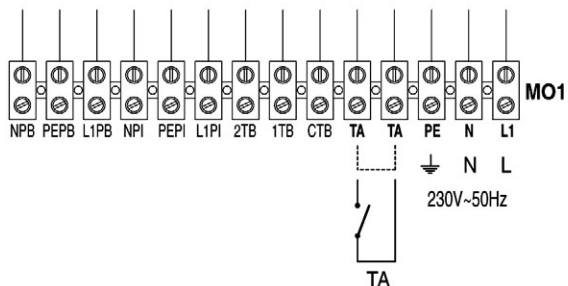 MO1
NPB PEPB L1PB NPI PEPI L1PI 2TB 1TB CTB TA TA PE N L1
N L
230V~50Hz
TA